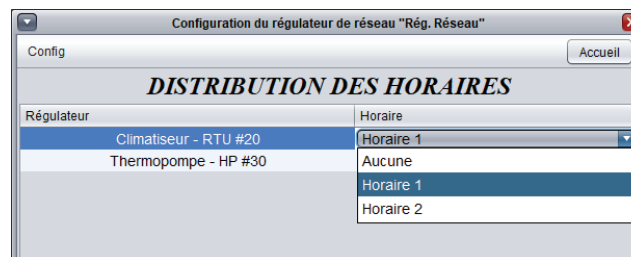 Configuration du régulateur de réseau "Rég. Réseau"
Config Accueil
DISTRIBUTION DES HORAIRES
Régulateur Horaire
Climatiseur - RTU #20 Horaire 1
Thermopompe - HP #30 Aucune
Horaire 1
Horaire 2